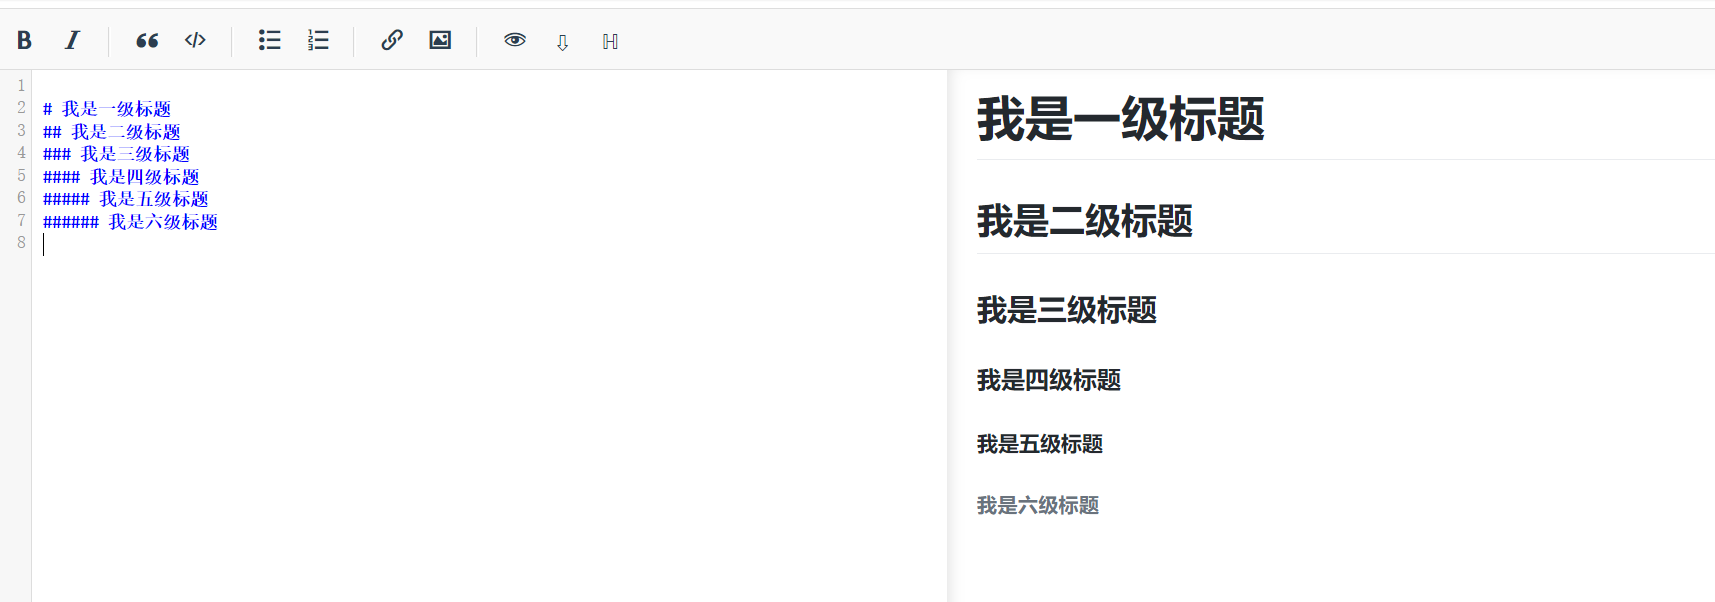 B I
1
2 # 我是一级标题
3 ## 我是二级标题
4 ### 我是三级标题
5 #### 我是四级标题
6 ##### 我是五级标题
7 ###### 我是六级标题
8
我是一级标题
我是二级标题
我是三级标题
我是四级标题
我是五级标题
我是六级标题